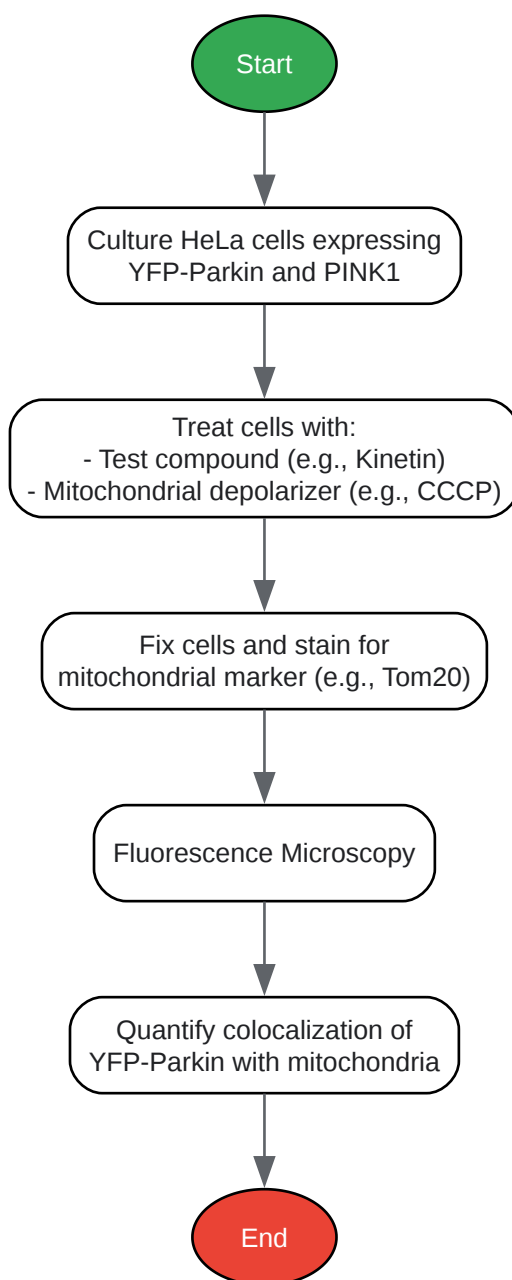 Start
Culture HeLa cells expressing
YFP-Parkin and PINK1
Treat cells with:
- Test compound (e.g., Kinetin)
- Mitochondrial depolarizer (e.g., CCCP)
Fix cells and stain for
mitochondrial marker (e.g., Tom20)
Fluorescence Microscopy
Quantify colocalization of
YFP-Parkin with mitochondria
End